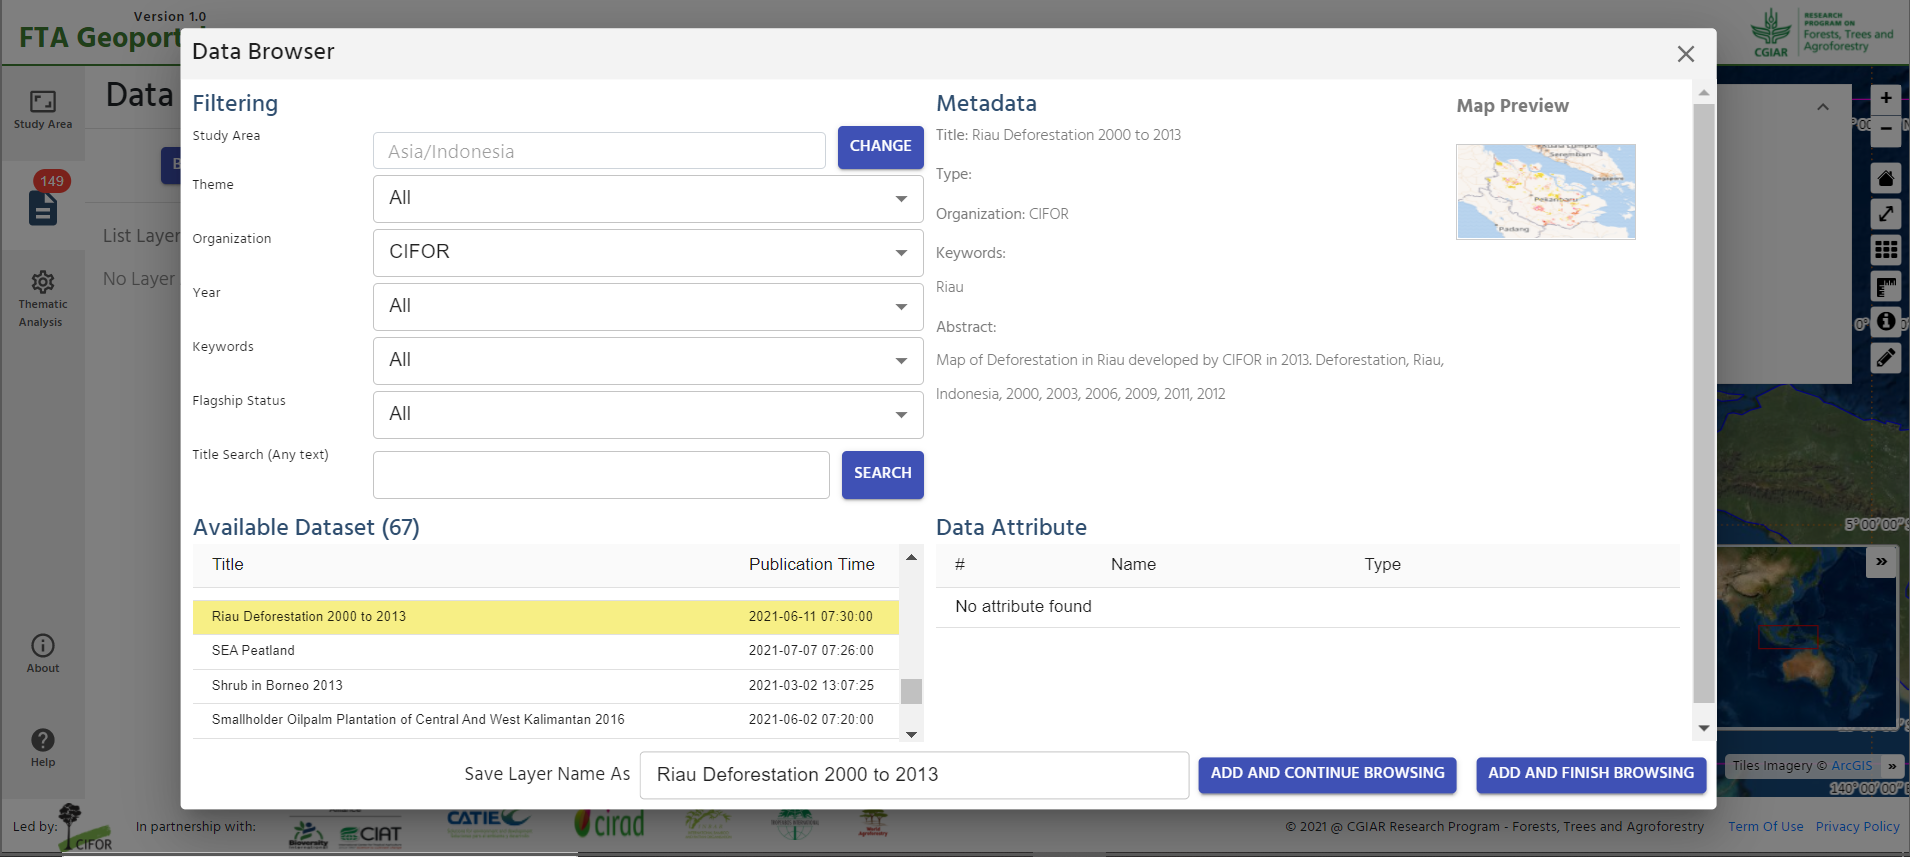 Version 1.0
FTA Geoport
CGIAR
RESEARCH
PROGRAM ON
Forests, Trees and
Agroforestry
Data Browser
Data
Study Area
149
B
List Layer
No Layer
Thematic
Analysis
About
Help
Filtering
Study Area
Asia/Indonesia
CHANGE
Theme
All
Organization
CIFOR
Year
All
Keywords
All
Flagship Status
All
Title Search (Any text)
SEARCH
Metadata
Title: Riau Deforestation 2000 to 2013
Type:
Organization: CIFOR
Keywords:
Riau
Abstract:
Map of Deforestation in Riau developed by CIFOR in 2013. Deforestation, Riau,
Indonesia, 2000, 2003, 2006, 2009, 2011, 2012
Map Preview
Seremban
Pekanbaru
Padang
Available Dataset (67)
Title Publication Time
Riau Deforestation 2000 to 2013 2021-06-11 07:30:00
SEA Peatland 2021-07-07 07:26:00
Shrub in Borneo 2013 2021-03-02 13:07:25
Smallholder Oilpalm Plantation of Central And West Kalimantan 2016 2021-06-02 07:20:00
Data Attribute
# Name Type
No attribute found
Save Layer Name As
Riau Deforestation 2000 to 2013
ADD AND CONTINUE BROWSING
ADD AND FINISH BROWSING
+
−
5° 00' 00" S
»
Tiles Imagery © ArcGIS »
140° 00' 00"
Led by:
CIFOR
In partnership with:
Bioversity
CIAT
CATIE
cirad
World
Agroforestry
© 2021 @ CGIAR Research Program - Forests, Trees and Agroforestry
Term Of Use
Privacy Policy